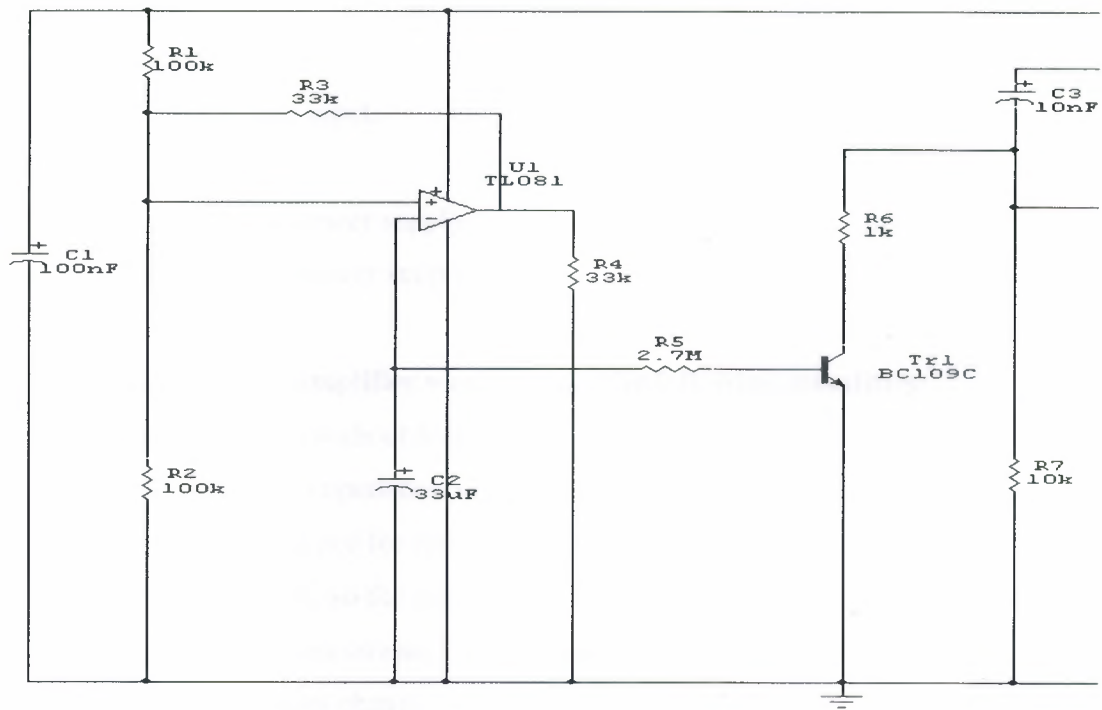 R1
100k
R3
33k
C3
10nF
U1
TL081
R6
1k
C1
100nF
R4
33k
R5
2.7M
Tr1
BC109C
R2
100k
C2
33uF
R7
10k